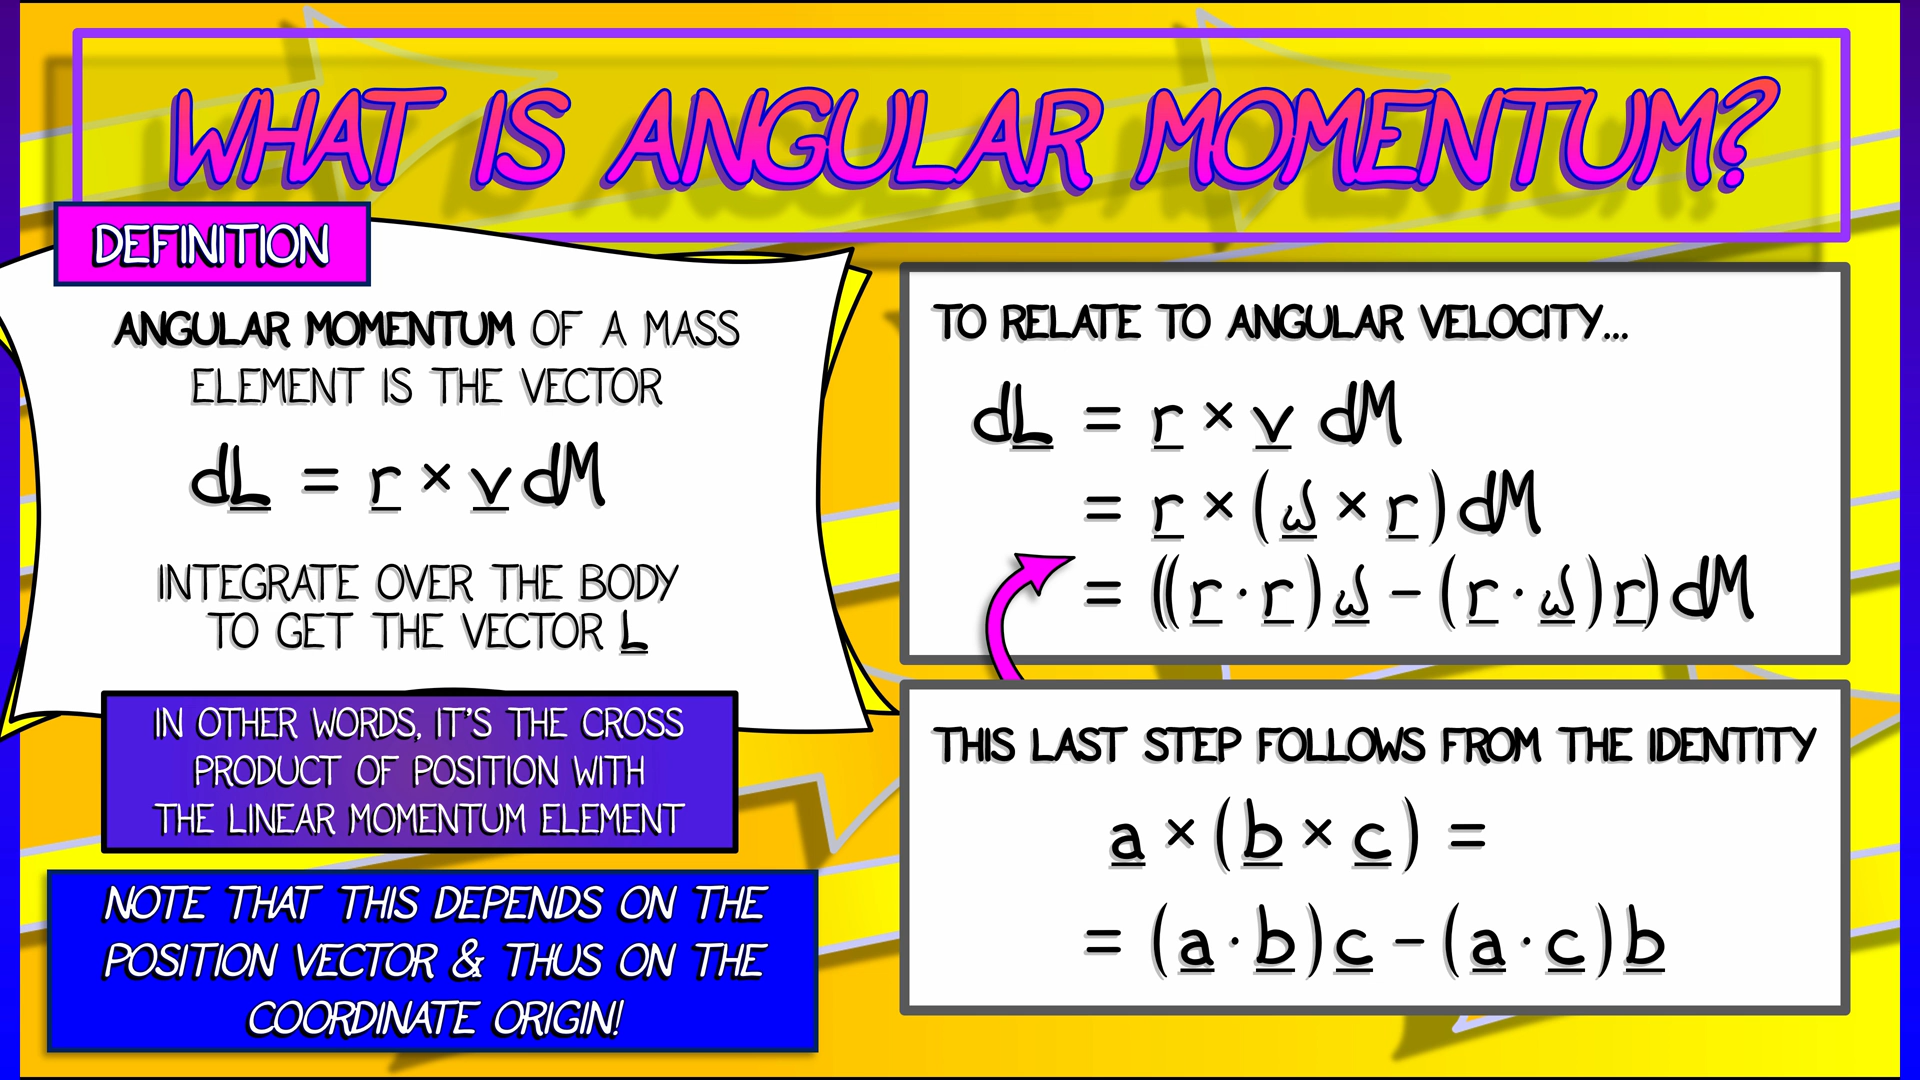 WHAT IS ANGULAR MOMENTUM?
DEFINITION
ANGULAR MOMENTUM OF A MASS
ELEMENT IS THE VECTOR
dL = r × v dM
INTEGRATE OVER THE BODY
TO GET THE VECTOR L
IN OTHER WORDS, IT'S THE CROSS
PRODUCT OF POSITION WITH
THE LINEAR MOMENTUM ELEMENT
NOTE THAT THIS DEPENDS ON THE
POSITION VECTOR & THUS ON THE
COORDINATE ORIGIN!
TO RELATE TO ANGULAR VELOCITY...
dL = r × v dM
= r × (ω × r) dM
= ((r · r) ω − (r · ω) r) dM
THIS LAST STEP FOLLOWS FROM THE IDENTITY
a × (b × c) =
= (a · b) c − (a · c) b